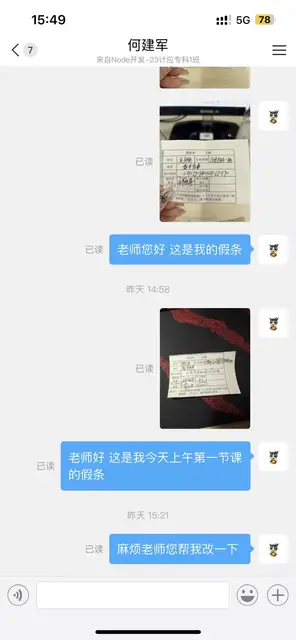 15:49
5G
78
7
何建军
来自Node开发-23计应专科1班
已读
已读
老师您好 这是我的假条
昨天 14:58
已读
已读
老师好 这是我今天上午第一节课
的假条
昨天 15:21
已读
麻烦老师您帮我改一下